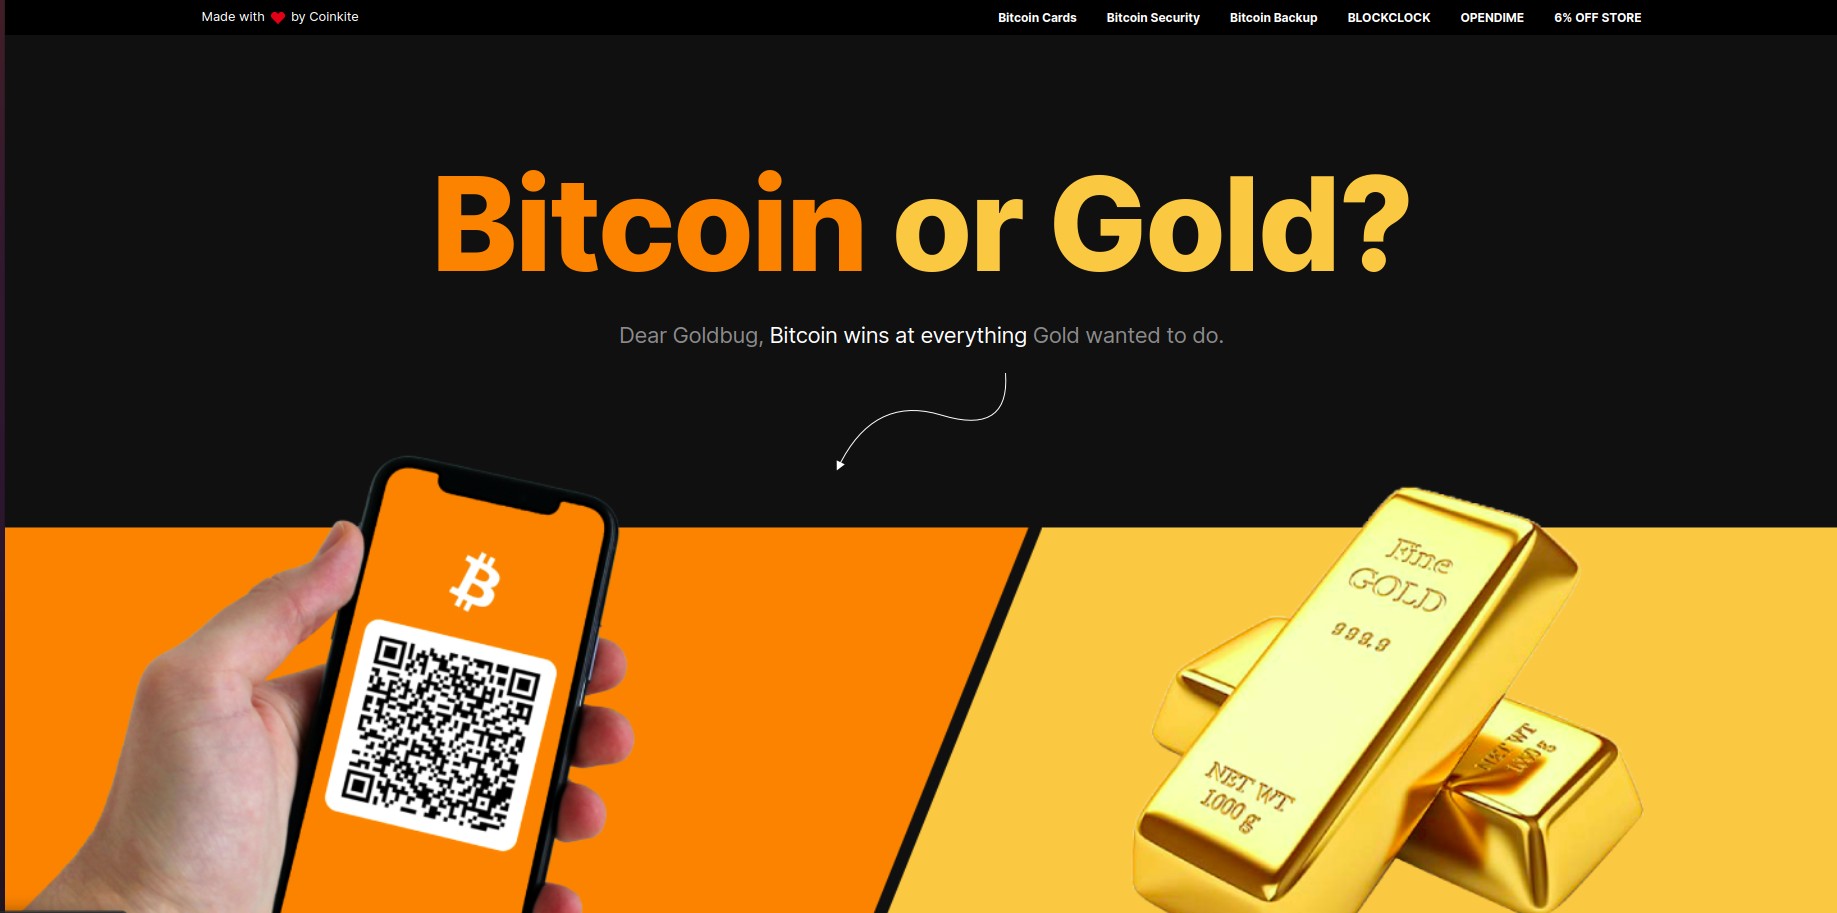 Made with ❤ by Coinkite
Bitcoin Cards Bitcoin Security Bitcoin Backup BLOCKCLOCK OPENDIME 6% OFF STORE
Bitcoin or Gold?
Dear Goldbug, Bitcoin wins at everything Gold wanted to do.
₿
Fine
GOLD
999.9
NET WT
1000 g
NET WT
1000 g